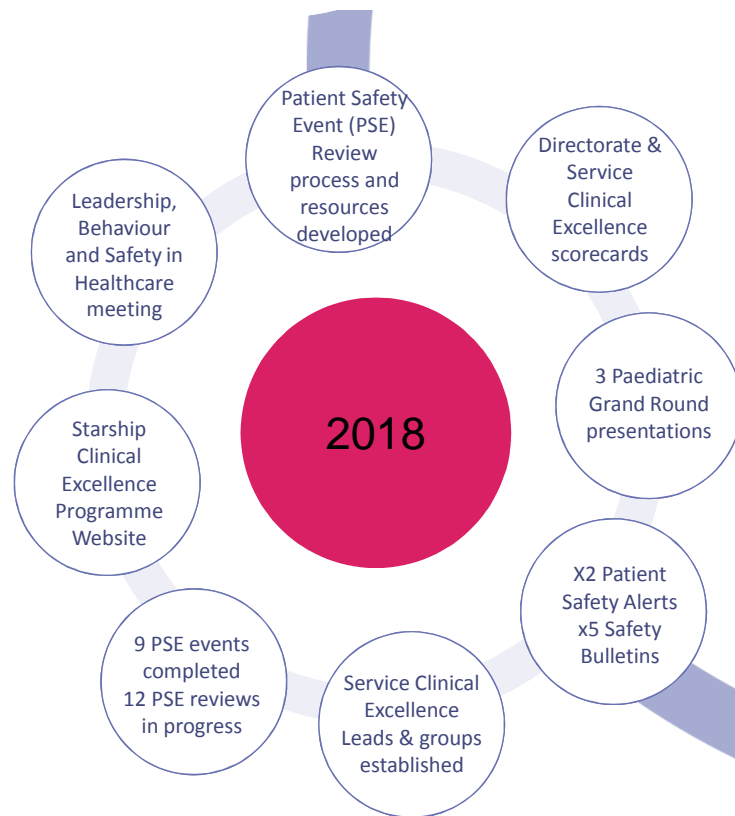 Patient Safety
Event (PSE)
Review
process and
resources
developed
Directorate &
Service
Clinical
Excellence
scorecards
3 Paediatric
Grand Round
presentations
X2 Patient
Safety Alerts
x5 Safety
Bulletins
Service Clinical
Excellence
Leads & groups
established
9 PSE events
completed
12 PSE reviews
in progress
Starship
Clinical
Excellence
Programme
Website
Leadership,
Behaviour
and Safety in
Healthcare
meeting
2018